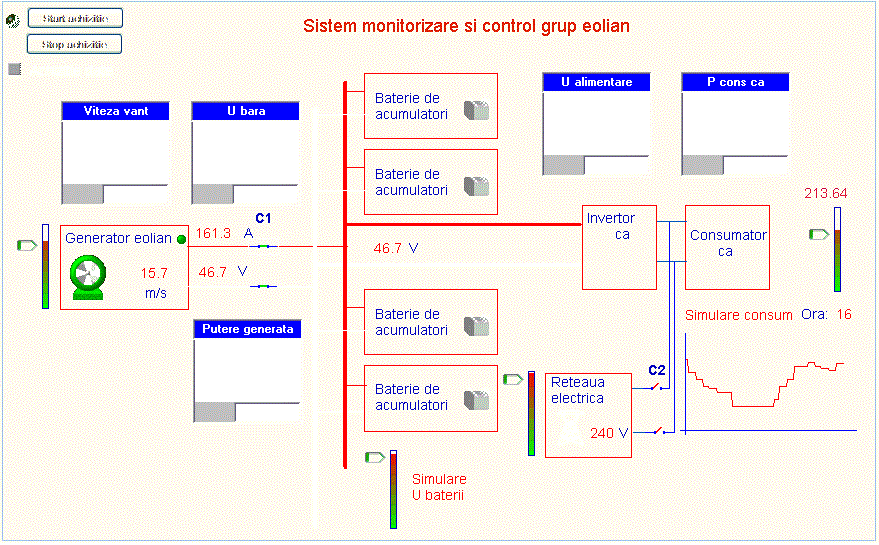 Start achizitie
Stop achizitie
Sistem monitorizare si control grup eolian
Viteza vant
U bara
U alimentare
P cons ca
Baterie de
acumulatori
Baterie de
acumulatori
Generator eolian
15.7
m/s
161.3 A
C1
46.7 V
46.7 V
Invertor
ca
Consumator
ca
213.64
Putere generata
Baterie de
acumulatori
Baterie de
acumulatori
Simulare consum Ora: 16
Reteaua
electrica
240 V
C2
Simulare
U baterii